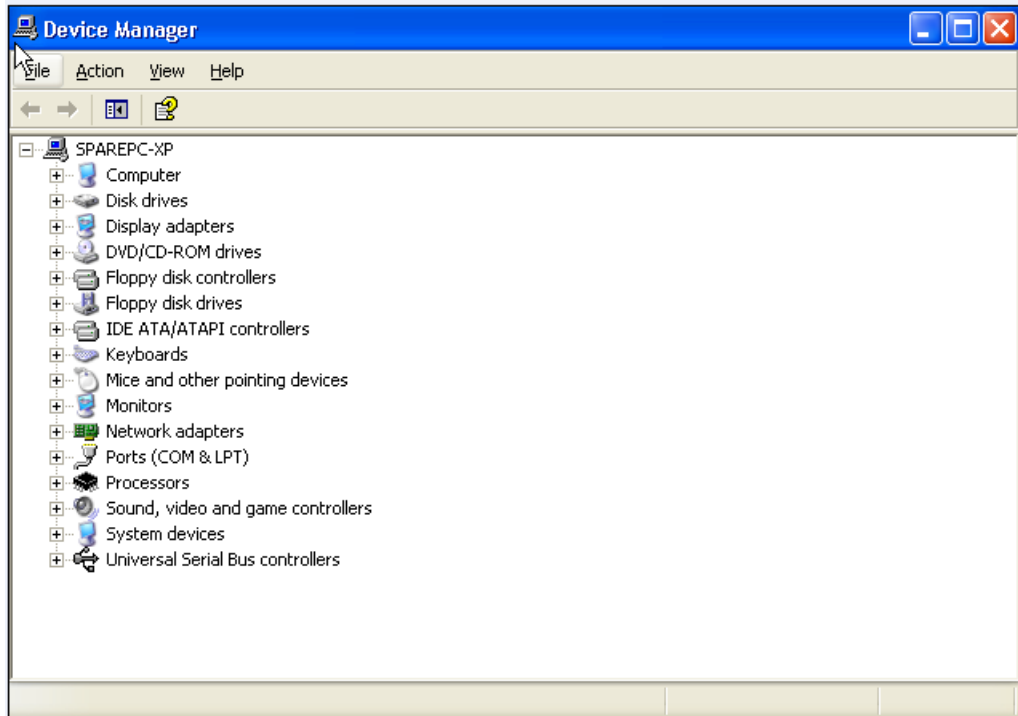 Device Manager
File Action View Help
SPAREPC-XP
Computer
Disk drives
Display adapters
DVD/CD-ROM drives
Floppy disk controllers
Floppy disk drives
IDE ATA/ATAPI controllers
Keyboards
Mice and other pointing devices
Monitors
Network adapters
Ports (COM & LPT)
Processors
Sound, video and game controllers
System devices
Universal Serial Bus controllers